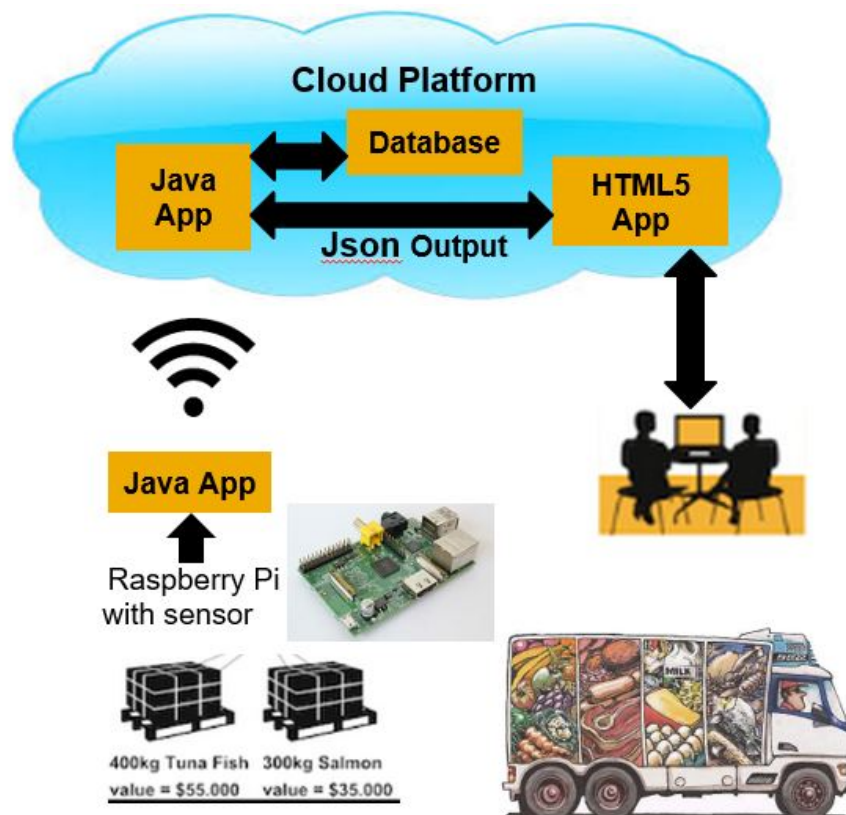 Cloud Platform
Database
Java
App
HTML5
App
Json Output
Java App
Raspberry Pi
with sensor
MILK
400kg Tuna Fish
value = $55.000
300kg Salmon
value = $35.000